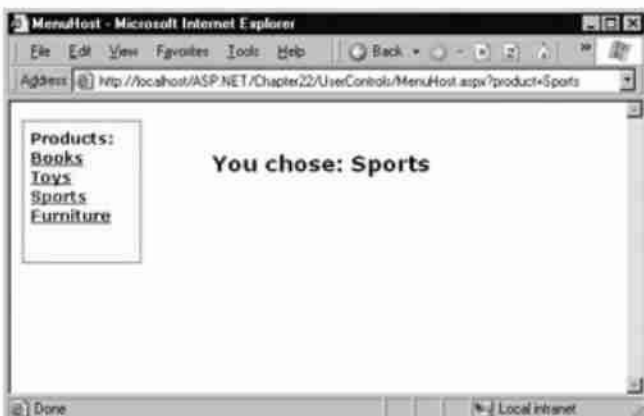 MenuHost - Microsoft Internet Explorer
File Edit View Favorites Tools Help Back »
Address http://localhost/ASP.NET/Chapter22/UserControls/MenuHost.aspx?product=Sports
Products:
Books
Toys
Sports
Furniture
You chose: Sports
Done Local intranet